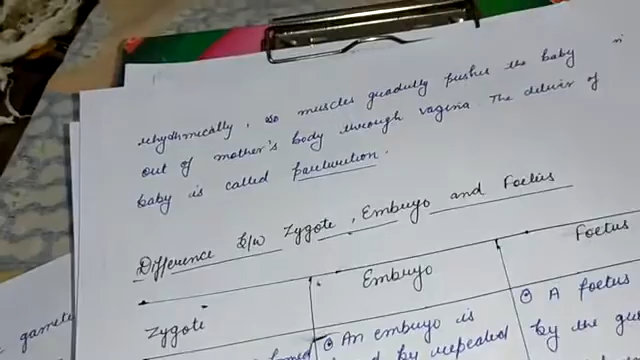 rhythmically, so muscles gradually pushes the baby
out of mother's body through vagina. The deliver of
baby is called parturition.
Difference b/w Zygote, Embryo and Foetus
Zygote
Embryo
Foetus
⊙ An embryo is
by repeated
⊙ A foetus
by the
gamete